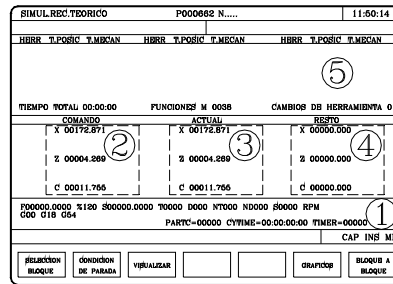 SIMUL.REC.TEORICO P000662 N..... 11:50:14
HERR T.POSIC T.MECAN HERR T.POSIC T.MECAN HERR T.POSIC T.MECAN
5
TIEMPO TOTAL 00:00:00 FUNCIONES M 0038 CAMBIOS DE HERRAMIENTA 0
COMANDO ACTUAL RESTO
X 00172.871 X 00172.871 X 00000.000
2 3 4
Z 00004.269 Z 00004.269 Z 00000.000
C 00011.766 C 00011.766 C 00000.000
F00000.0000 %120 S00000.0000 T0000 D000 NT000 ND000 S0000 RPM
G00 G18 G54
PARTC=00000 CYTIME=00:00:00:00 TIMER=00000
1
CAP INS M
SELECCION BLOQUE CONDICION DE PARADA VISUALIZAR GRAFICOS BLOQUE A BLOQUE